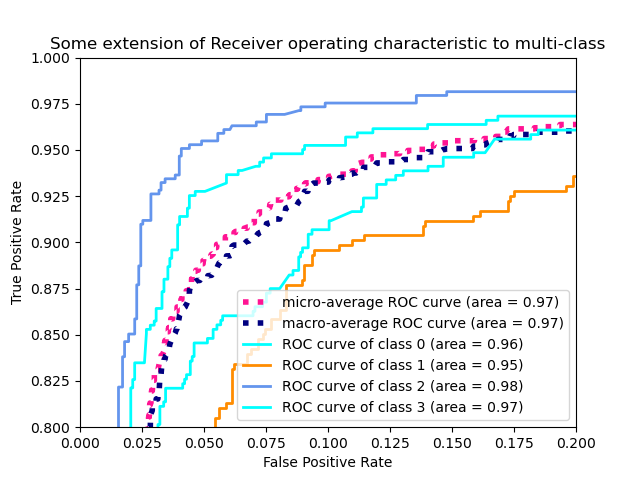 Some extension of Receiver operating characteristic to multi-class
1.000
0.975
0.950
0.925
0.900
0.875
0.850
0.825
0.800
True Positive Rate
micro-average ROC curve (area = 0.97)
macro-average ROC curve (area = 0.97)
ROC curve of class 0 (area = 0.96)
ROC curve of class 1 (area = 0.95)
ROC curve of class 2 (area = 0.98)
ROC curve of class 3 (area = 0.97)
0.000 0.025 0.050 0.075 0.100 0.125 0.150 0.175 0.200
False Positive Rate